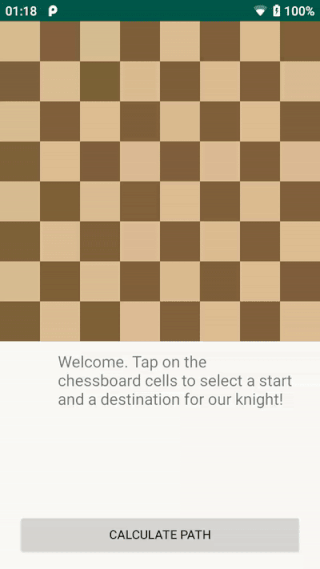 01:18 100%
Welcome. Tap on the
chessboard cells to select a start
and a destination for our knight!
CALCULATE PATH